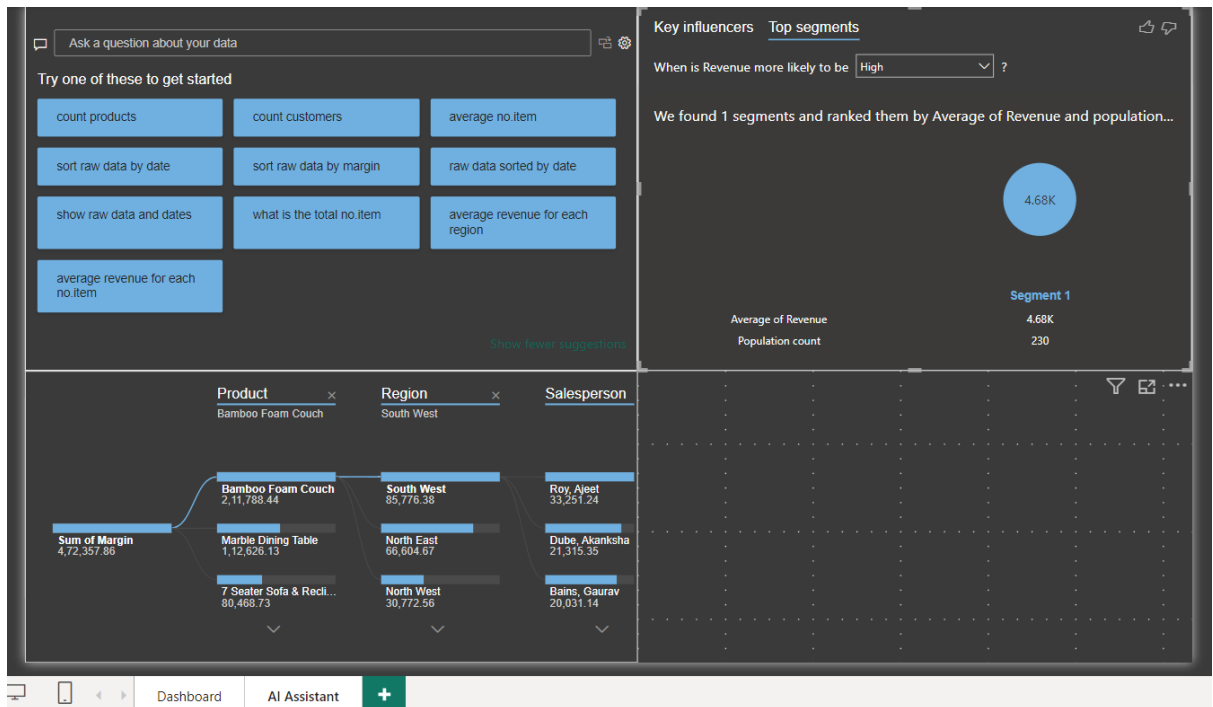 Ask a question about your data
Try one of these to get started
count products
count customers
average no.item
sort raw data by date
sort raw data by margin
raw data sorted by date
show raw data and dates
what is the total no.item
average revenue for each
region
average revenue for each
no.item
Show fewer suggestions
Key influencers Top segments
When is Revenue more likely to be High ?
We found 1 segments and ranked them by Average of Revenue and population...
4.68K
Segment 1
Average of Revenue 4.68K
Population count 230
Product × Region × Salesperson
Bamboo Foam Couch South West
Sum of Margin
4,72,357.86
Bamboo Foam Couch
2,11,788.44
Marble Dining Table
1,12,626.13
7 Seater Sofa & Recli...
80,468.73
South West
85,776.38
North East
66,604.67
North West
30,772.56
Roy, Ajeet
33,251.24
Dube, Akanksha
21,315.35
Bains, Gaurav
20,031.14
Dashboard AI Assistant +